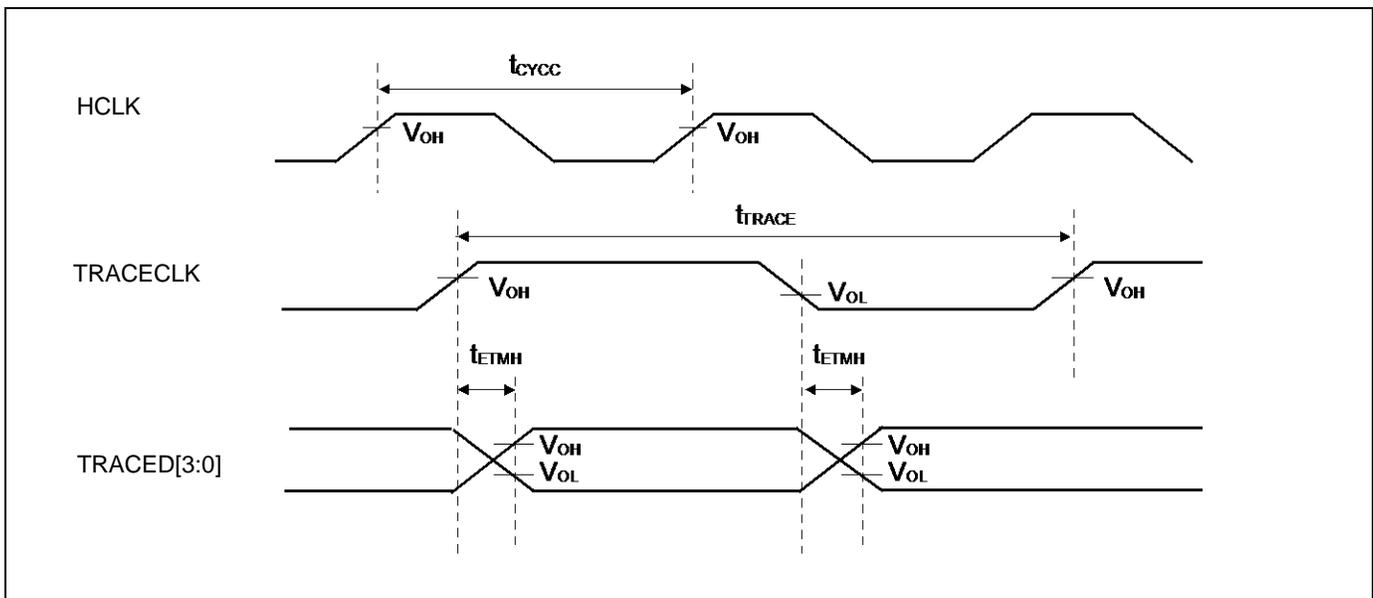 tCYCC
HCLK
VOH
VOH
tTRACE
TRACECLK
VOH
VOL
VOH
tETMH
tETMH
TRACED[3:0]
VOH
VOL
VOH
VOL